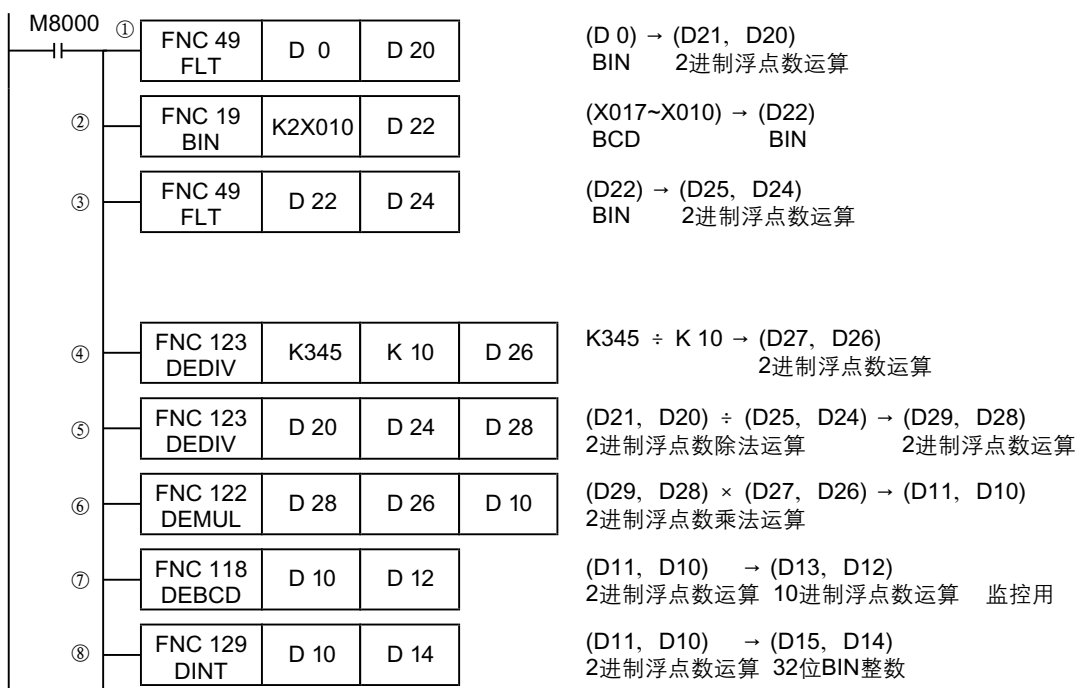 M8000
① FNC 49 FLT D 0 D 20 (D 0) → (D21, D20)
BIN 2进制浮点数运算
② FNC 19 BIN K2X010 D 22 (X017~X010) → (D22)
BCD BIN
③ FNC 49 FLT D 22 D 24 (D22) → (D25, D24)
BIN 2进制浮点数运算
④ FNC 123 DEDIV K345 K 10 D 26 K345 ÷ K 10 → (D27, D26)
2进制浮点数运算
⑤ FNC 123 DEDIV D 20 D 24 D 28 (D21, D20) ÷ (D25, D24) → (D29, D28)
2进制浮点数除法运算 2进制浮点数运算
⑥ FNC 122 DEMUL D 28 D 26 D 10 (D29, D28) × (D27, D26) → (D11, D10)
2进制浮点数乘法运算
⑦ FNC 118 DEBCD D 10 D 12 (D11, D10) → (D13, D12)
2进制浮点数运算 10进制浮点数运算 监控用
⑧ FNC 129 DINT D 10 D 14 (D11, D10) → (D15, D14)
2进制浮点数运算 32位BIN整数